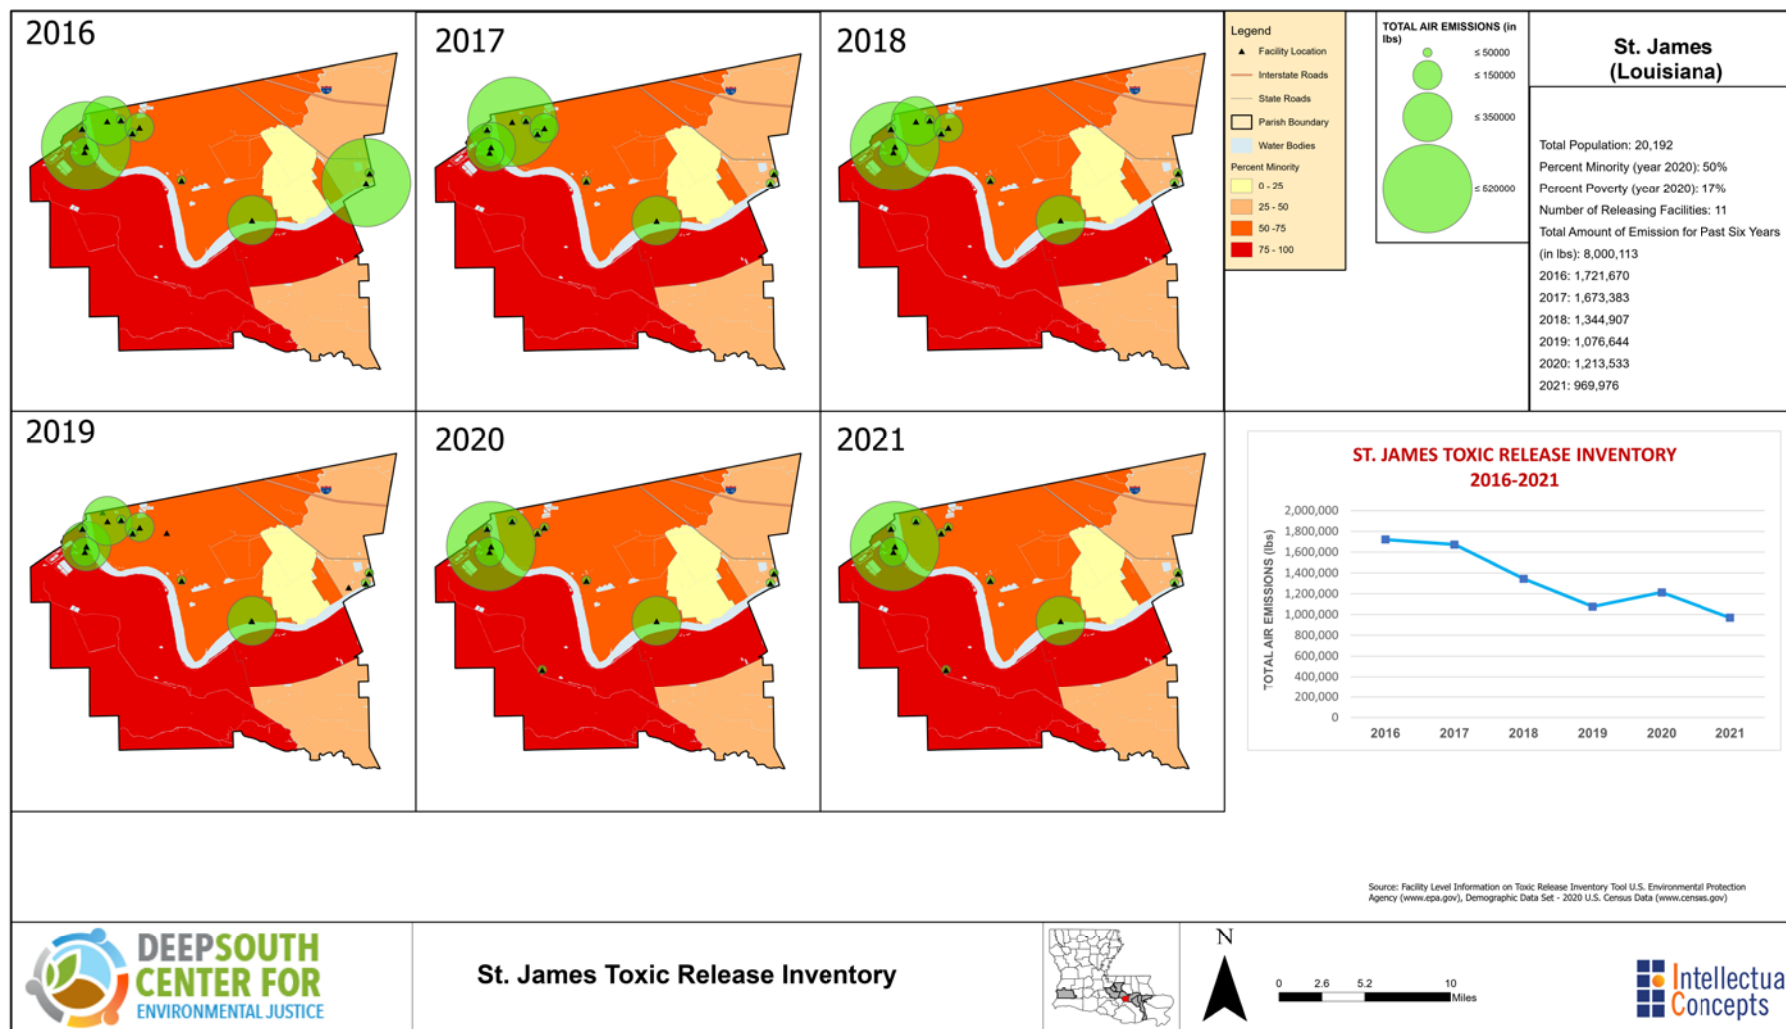 2016
2017
2018
Legend
Facility Location
Interstate Roads
State Roads
Parish Boundary
Water Bodies
Percent Minority
0 - 25
25 - 50
50 -75
75 - 100
TOTAL AIR EMISSIONS (in
lbs)
≤ 50000
≤ 150000
≤ 350000
≤ 620000
St. James
(Louisiana)
Total Population: 20,192
Percent Minority (year 2020): 50%
Percent Poverty (year 2020): 17%
Number of Releasing Facilities: 11
Total Amount of Emission for Past Six Years
(in lbs): 8,000,113
2016: 1,721,670
2017: 1,673,383
2018: 1,344,907
2019: 1,076,644
2020: 1,213,533
2021: 969,976
2019
2020
2021
ST. JAMES TOXIC RELEASE INVENTORY
2016-2021
TOTAL AIR EMISSIONS (lbs)
2,000,000
1,800,000
1,600,000
1,400,000
1,200,000
1,000,000
800,000
600,000
400,000
200,000
0
2016 2017 2018 2019 2020 2021
Source: Facility Level Information on Toxic Release Inventory Tool U.S. Environmental Protection
Agency (www.epa.gov), Demographic Data Set - 2020 U.S. Census Data (www.census.gov)
DEEPSOUTH
CENTER FOR
ENVIRONMENTAL JUSTICE
St. James Toxic Release Inventory
N
0 2.6 5.2 10
Miles
Intellectua
Concepts